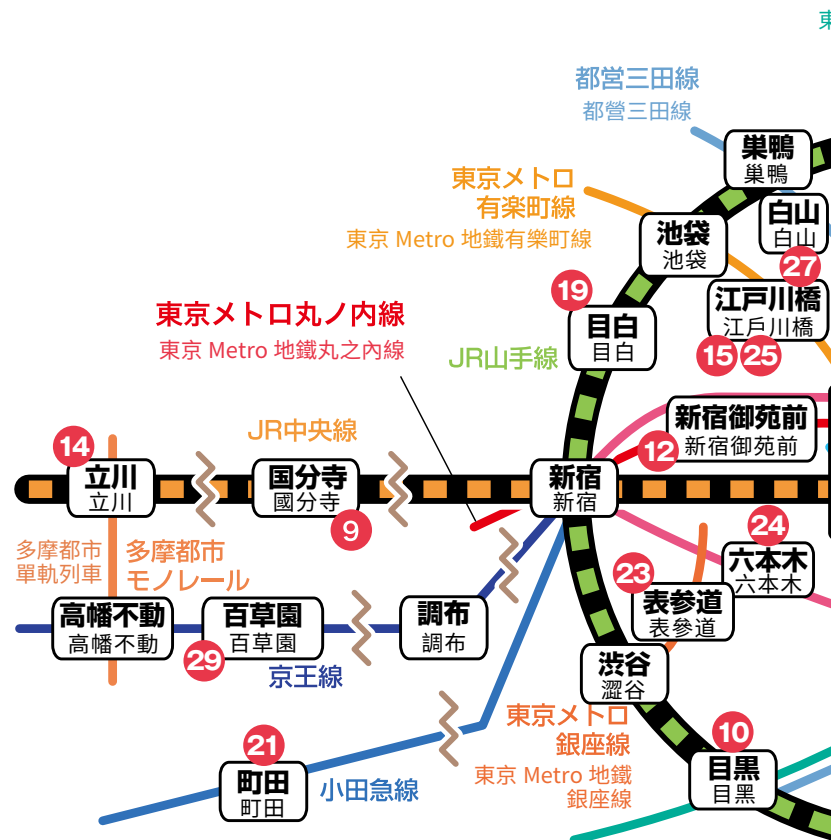 東
都営三田線
都營三田線
巣鴨
巢鴨
東京メトロ
有楽町線
東京 Metro 地鐵有樂町線
白山
白山
27
池袋
池袋
19
目白
目白
江戸川橋
江戶川橋
15
25
東京メトロ丸ノ内線
東京 Metro 地鐵丸之內線
JR山手線
JR中央線
新宿御苑前
新宿御苑前
12
14
立川
立川
国分寺
國分寺
9
新宿
新宿
多摩都市
單軌列車
多摩都市
モノレール
24
六本木
六本木
23
表参道
表參道
高幡不動
高幡不動
百草園
百草園
29
調布
調布
京王線
渋谷
澀谷
東京メトロ
銀座線
東京 Metro 地鐵
銀座線
21
町田
町田
小田急線
10
目黒
目黑